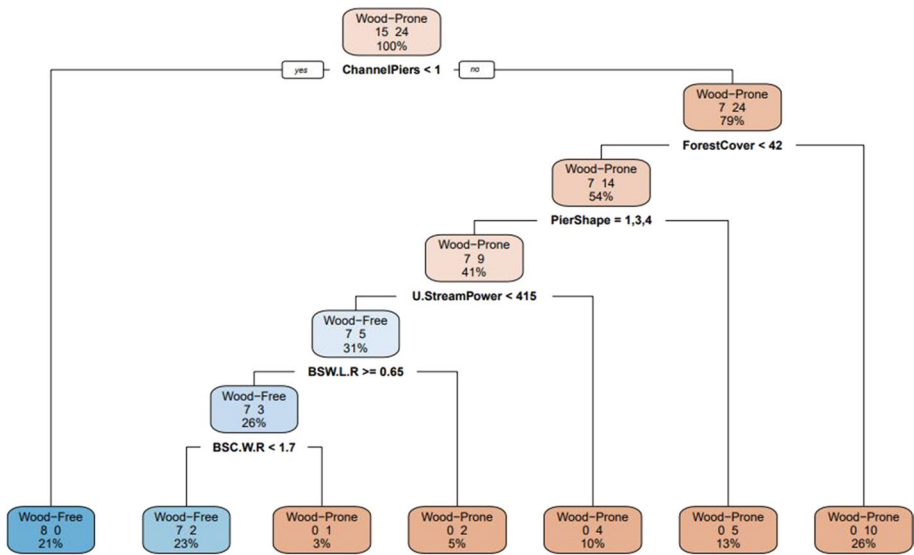 Wood−Prone
15 24
100%
yes
ChannelPiers < 1
no
Wood−Prone
7 24
79%
ForestCover < 42
Wood−Prone
7 14
54%
PierShape = 1,3,4
Wood−Prone
7 9
41%
U.StreamPower < 415
Wood−Free
7 5
31%
BSW.L.R >= 0.65
Wood−Free
7 3
26%
BSC.W.R < 1.7
Wood−Free
8 0
21%
Wood−Free
7 2
23%
Wood−Prone
0 1
3%
Wood−Prone
0 2
5%
Wood−Prone
0 4
10%
Wood−Prone
0 5
13%
Wood−Prone
0 10
26%